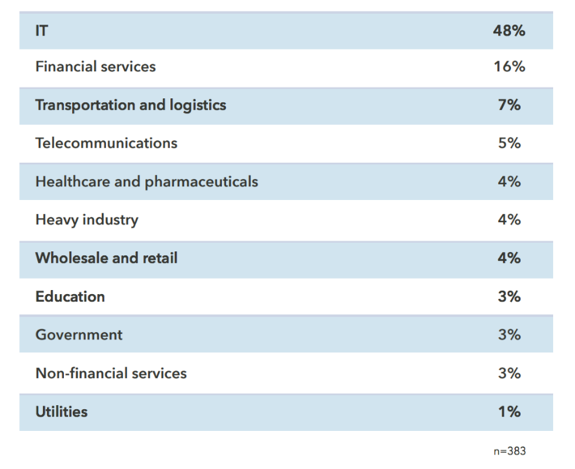 IT 48%
Financial services 16%
Transportation and logistics 7%
Telecommunications 5%
Healthcare and pharmaceuticals 4%
Heavy industry 4%
Wholesale and retail 4%
Education 3%
Government 3%
Non-financial services 3%
Utilities 1%
n=383